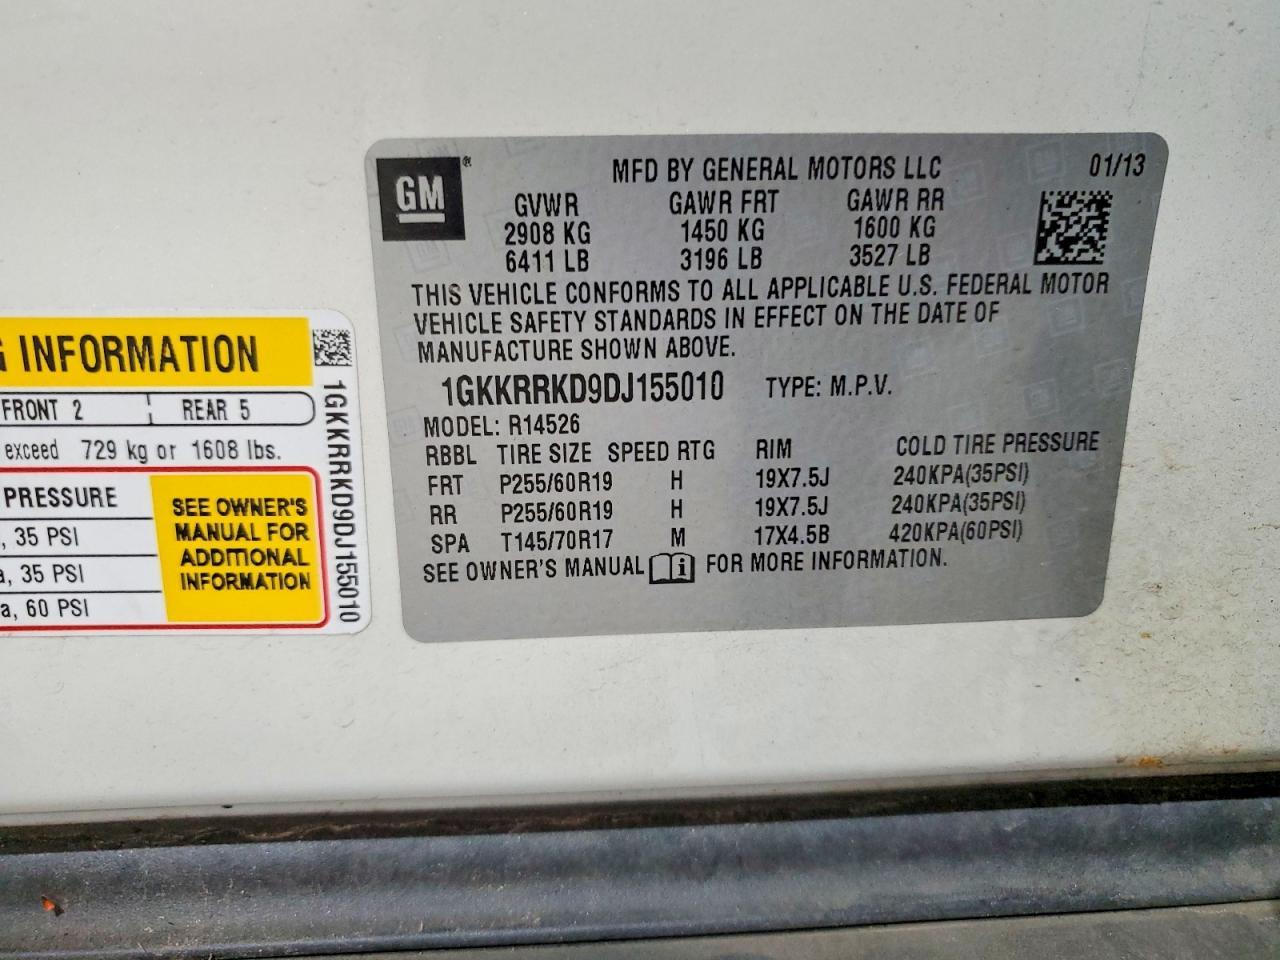 GM ®
MFD BY GENERAL MOTORS LLC 01/13
GVWR GAWR FRT GAWR RR
2908 KG 1450 KG 1600 KG
6411 LB 3196 LB 3527 LB
THIS VEHICLE CONFORMS TO ALL APPLICABLE U.S. FEDERAL MOTOR
VEHICLE SAFETY STANDARDS IN EFFECT ON THE DATE OF
MANUFACTURE SHOWN ABOVE.
1GKKRRKD9DJ155010 TYPE: M.P.V.
MODEL: R14526
RBBL TIRE SIZE SPEED RTG RIM COLD TIRE PRESSURE
FRT P255/60R19 H 19X7.5J 240KPA(35PSI)
RR P255/60R19 H 19X7.5J 240KPA(35PSI)
SPA T145/70R17 M 17X4.5B 420KPA(60PSI)
SEE OWNER'S MANUAL i FOR MORE INFORMATION.
G INFORMATION
FRONT 2 REAR 5
exceed 729 kg or 1608 lbs.
PRESSURE
, 35 PSI
a, 35 PSI
a, 60 PSI
SEE OWNER'S
MANUAL FOR
ADDITIONAL
INFORMATION
1GKKRRKD9DJ155010